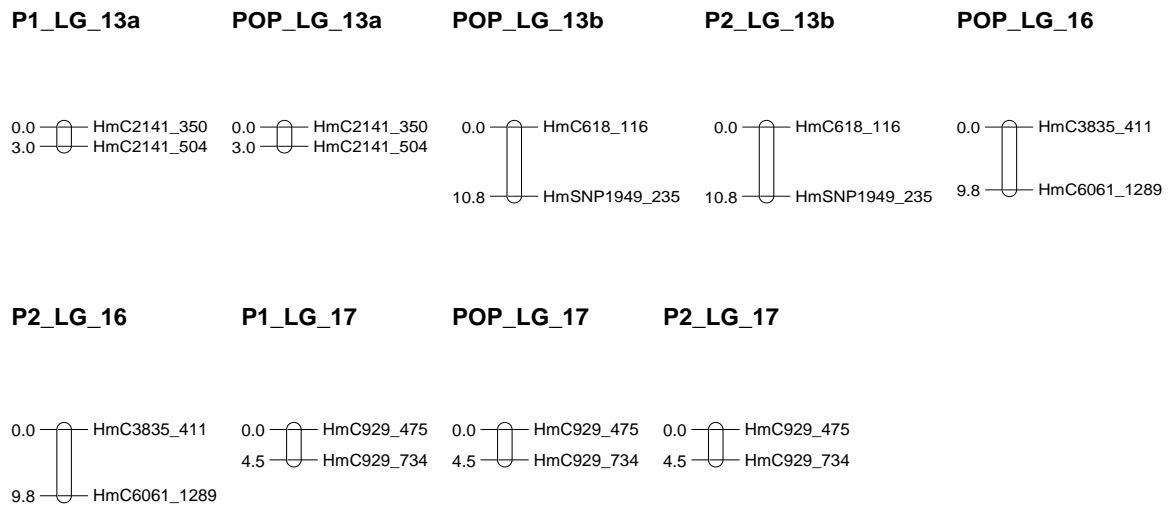 P1_LG_13a POP_LG_13a POP_LG_13b P2_LG_13b POP_LG_16
0.0 HmC2141_350 0.0 HmC2141_350 0.0 HmC618_116 0.0 HmC618_116 0.0 HmC3835_411
3.0 HmC2141_504 3.0 HmC2141_504
9.8 HmC6061_1289
10.8 HmSNP1949_235 10.8 HmSNP1949_235
P2_LG_16 P1_LG_17 POP_LG_17 P2_LG_17
0.0 HmC3835_411 0.0 HmC929_475 0.0 HmC929_475 0.0 HmC929_475
4.5 HmC929_734 4.5 HmC929_734 4.5 HmC929_734
9.8 HmC6061_1289